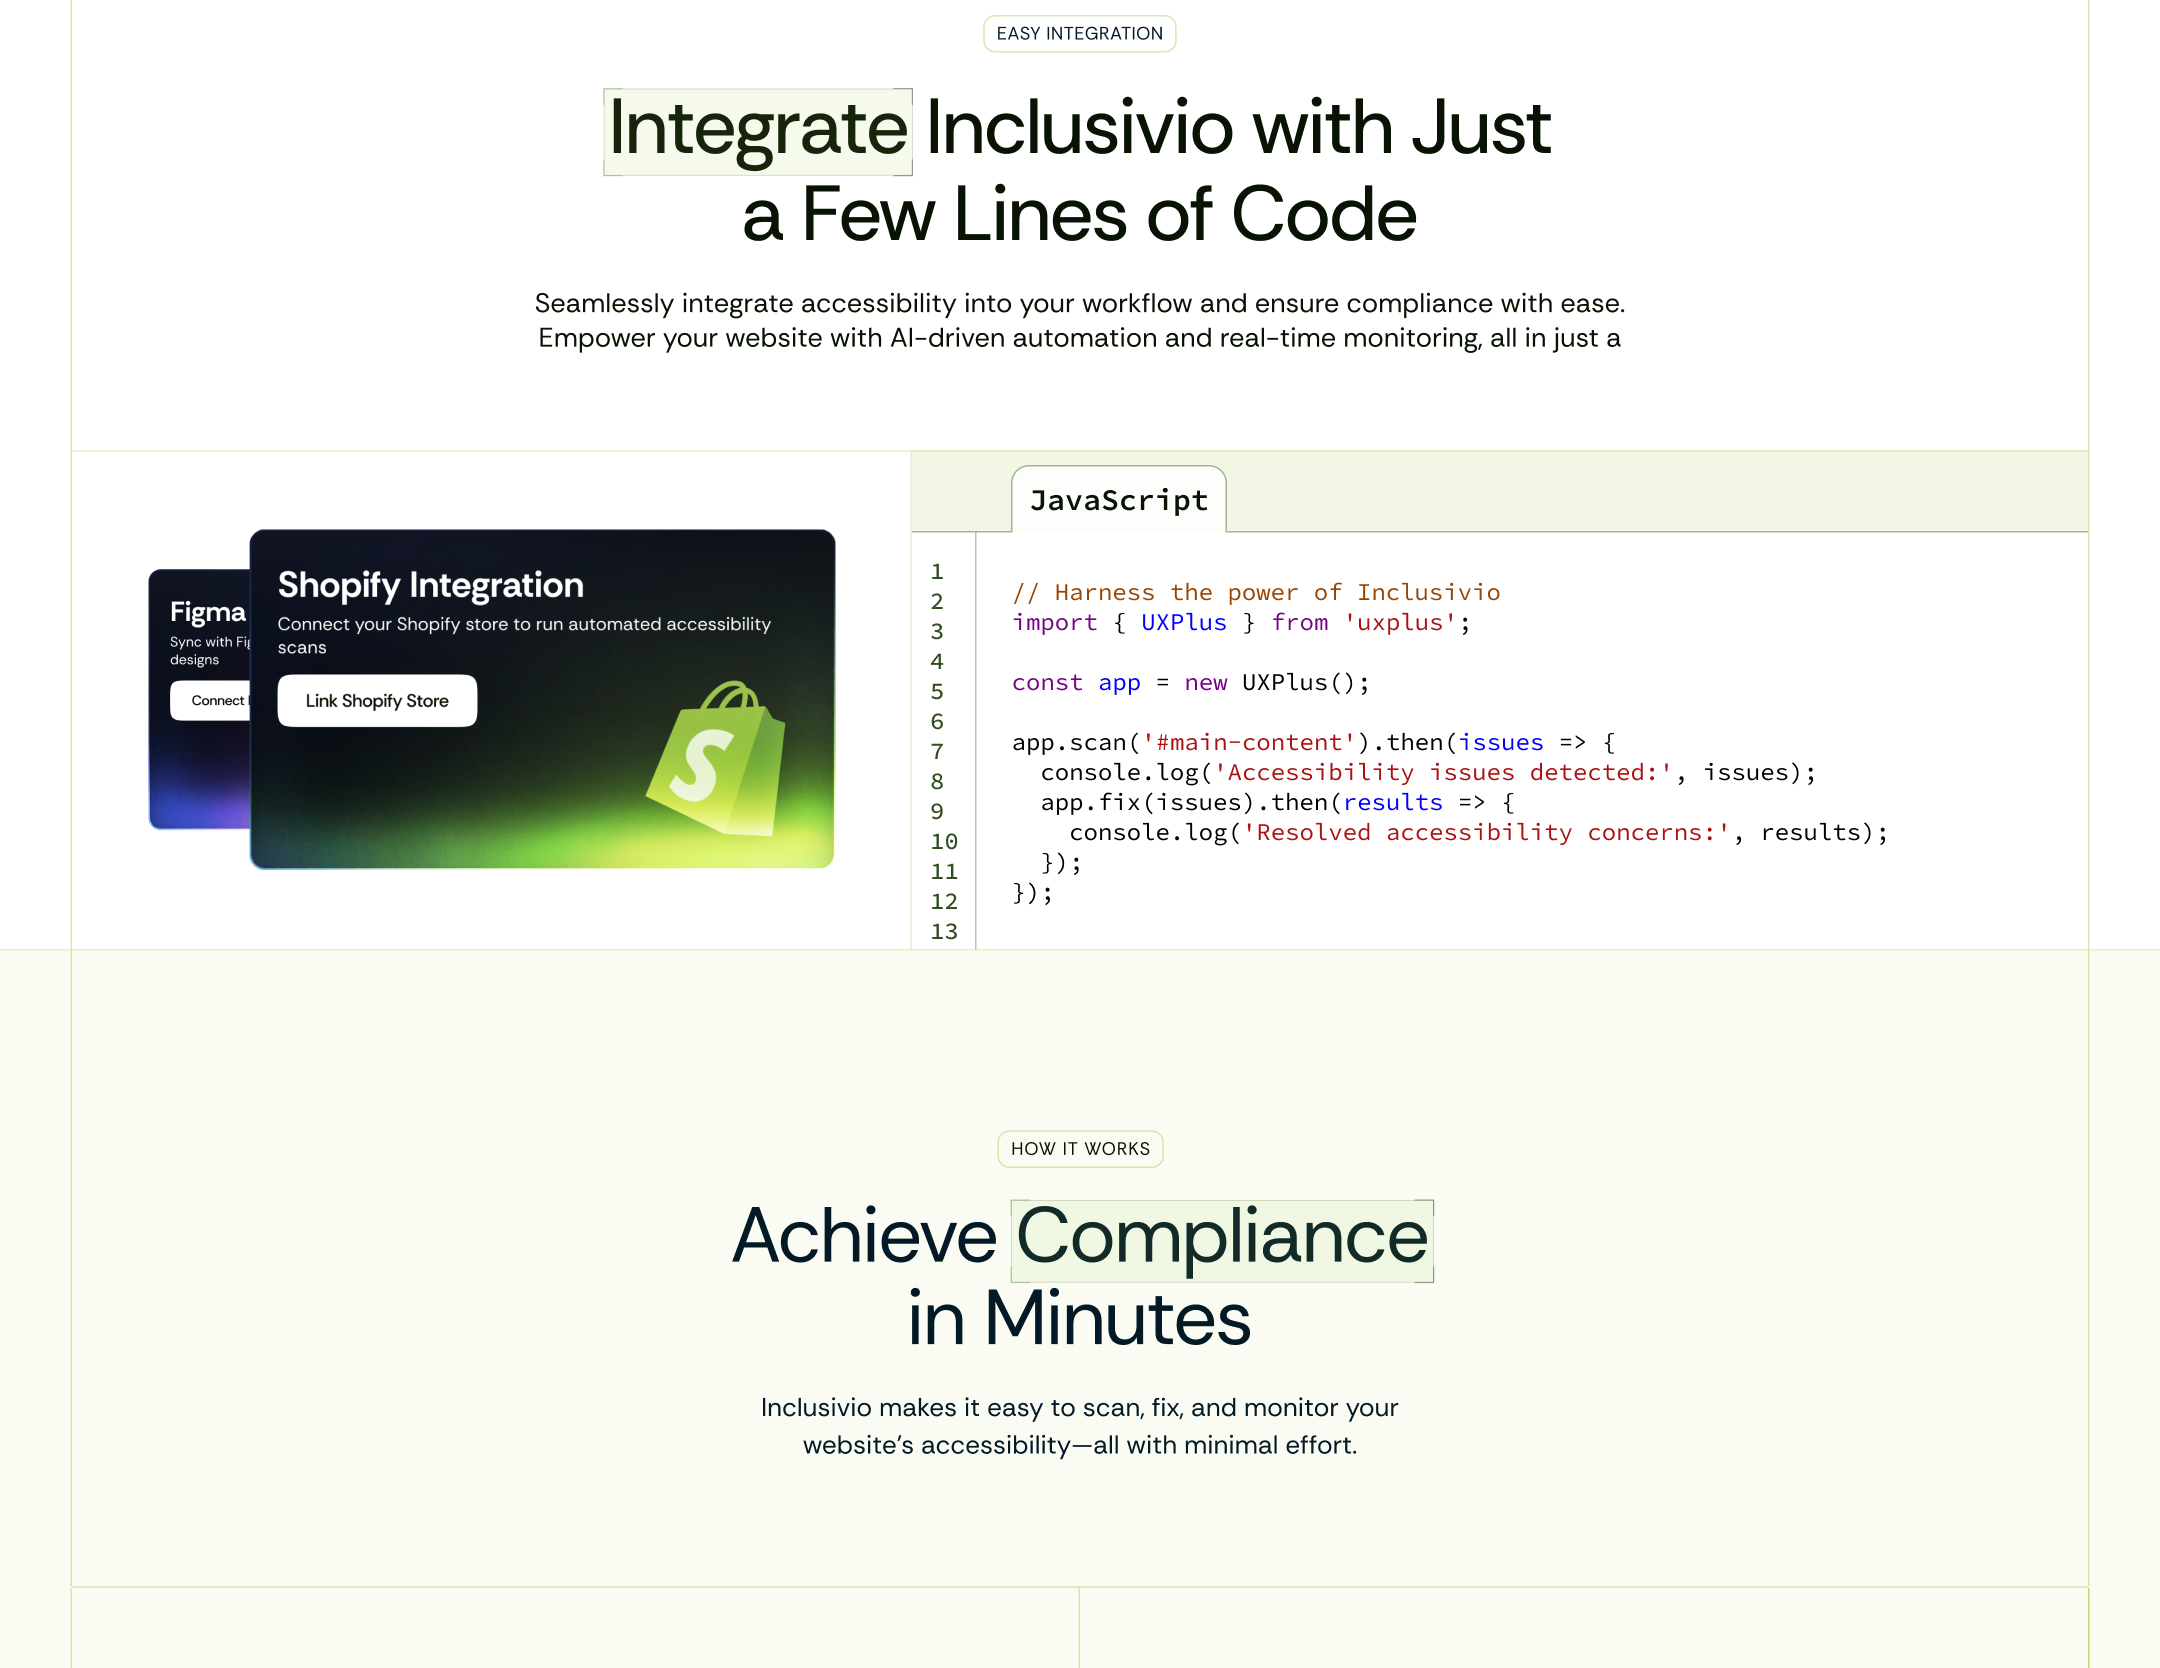 EASY INTEGRATION
Integrate Inclusivio with Just
a Few Lines of Code
Seamlessly integrate accessibility into your workflow and ensure compliance with ease.
Empower your website with AI-driven automation and real-time monitoring, all in just a
Figma
Sync with Fig
designs
Connect
Shopify Integration
Connect your Shopify store to run automated accessibility
scans
Link Shopify Store
JavaScript
1
2
3
4
5
6
7
8
9
10
11
12
13
// Harness the power of Inclusivio
import { UXPlus } from 'uxplus';
const app = new UXPlus();
app.scan('#main-content').then(issues => {
  console.log('Accessibility issues detected:', issues);
  app.fix(issues).then(results => {
    console.log('Resolved accessibility concerns:', results);
  });
});
HOW IT WORKS
Achieve Compliance
in Minutes
Inclusivio makes it easy to scan, fix, and monitor your
website’s accessibility—all with minimal effort.